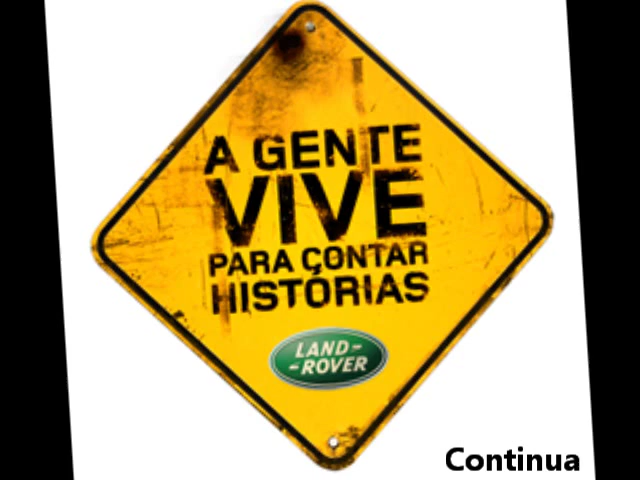 A GENTE
VIVE
PARA CONTAR
HISTÓRIAS
LAND-
-ROVER
Continua